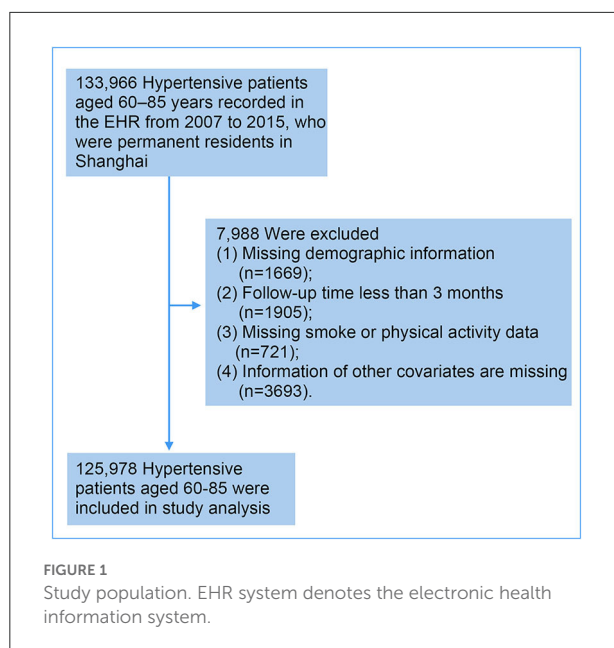 133,966 Hypertensive patients
aged 60–85 years recorded in
the EHR from 2007 to 2015, who
were permanent residents in
Shanghai
7,988 Were excluded
(1) Missing demographic information
(n=1669);
(2) Follow-up time less than 3 months
(n=1905);
(3) Missing smoke or physical activity data
(n=721);
(4) Information of other covariates are missing
(n=3693).
125,978 Hypertensive
patients aged 60-85 were
included in study analysis
FIGURE 1
Study population. EHR system denotes the electronic health
information system.